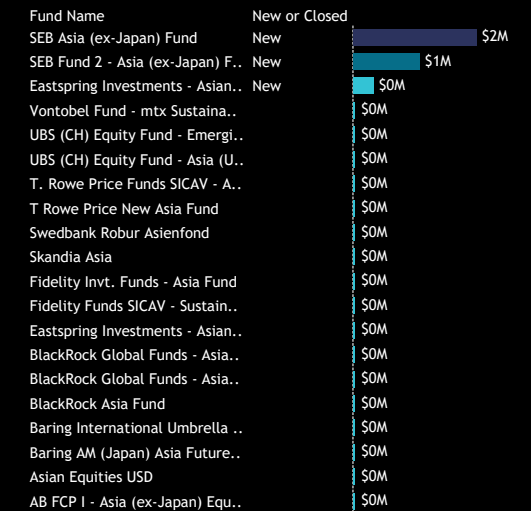 Fund Name New or Closed
SEB Asia (ex-Japan) Fund New $2M
SEB Fund 2 - Asia (ex-Japan) F.. New $1M
Eastspring Investments - Asian.. New $0M
Vontobel Fund - mtx Sustaina.. $0M
UBS (CH) Equity Fund - Emergi.. $0M
UBS (CH) Equity Fund - Asia (U.. $0M
T. Rowe Price Funds SICAV - A.. $0M
T Rowe Price New Asia Fund $0M
Swedbank Robur Asienfond $0M
Skandia Asia $0M
Fidelity Invt. Funds - Asia Fund $0M
Fidelity Funds SICAV - Sustain.. $0M
Eastspring Investments - Asian.. $0M
BlackRock Global Funds - Asia.. $0M
BlackRock Global Funds - Asia.. $0M
BlackRock Asia Fund $0M
Baring International Umbrella .. $0M
Baring AM (Japan) Asia Future.. $0M
Asian Equities USD $0M
AB FCP I - Asia (ex-Japan) Equ.. $0M